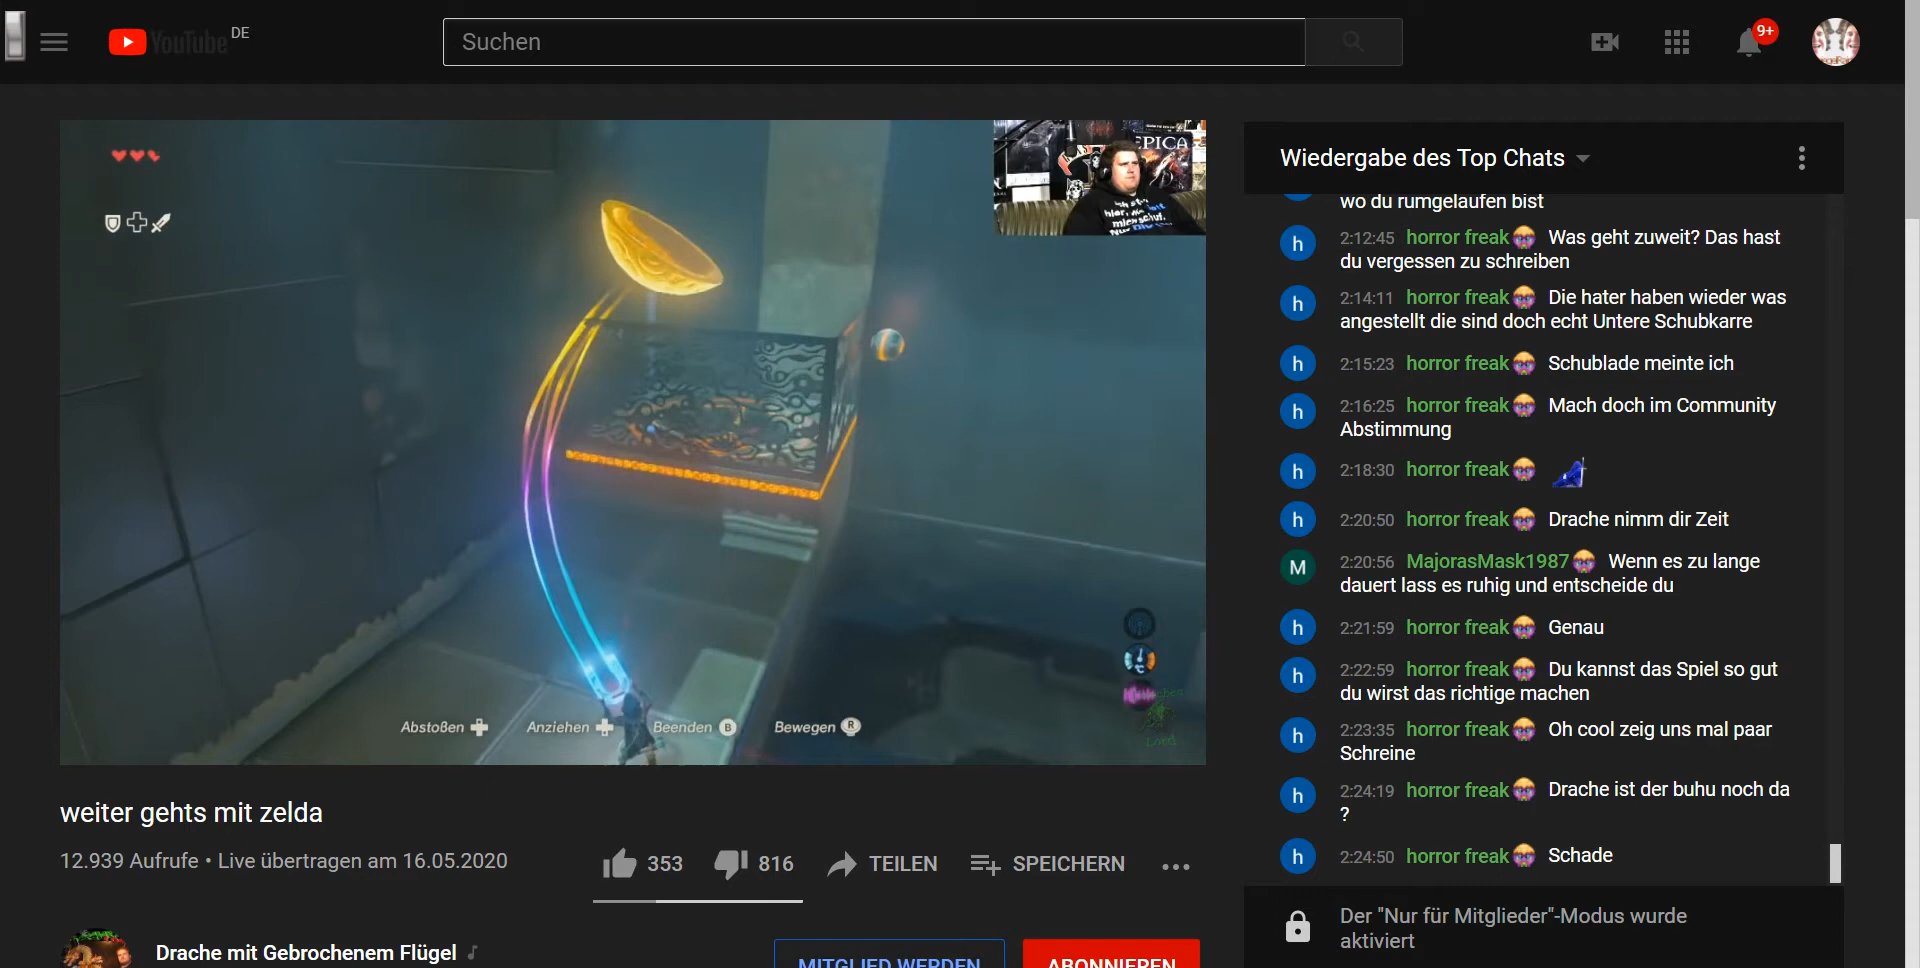 YouTube DE
Suchen
9+
EPICA
Abstoßen
Anziehen
Beenden B
Bewegen R
weiter gehts mit zelda
12.939 Aufrufe • Live übertragen am 16.05.2020
353
816
TEILEN
SPEICHERN
Drache mit Gebrochenem Flügel
MITGLIED WERDEN
ABONNIEREN
Wiedergabe des Top Chats
wo du rumgelaufen bist
h 2:12:45 horror freak Was geht zuweit? Das hast
du vergessen zu schreiben
h 2:14:11 horror freak Die hater haben wieder was
angestellt die sind doch echt Untere Schubkarre
h 2:15:23 horror freak Schublade meinte ich
h 2:16:25 horror freak Mach doch im Community
Abstimmung
h 2:18:30 horror freak
h 2:20:50 horror freak Drache nimm dir Zeit
M 2:20:56 MajorasMask1987 Wenn es zu lange
dauert lass es ruhig und entscheide du
h 2:21:59 horror freak Genau
h 2:22:59 horror freak Du kannst das Spiel so gut
du wirst das richtige machen
h 2:23:35 horror freak Oh cool zeig uns mal paar
Schreine
h 2:24:19 horror freak Drache ist der buhu noch da
?
h 2:24:50 horror freak Schade
Der "Nur für Mitglieder"-Modus wurde
aktiviert